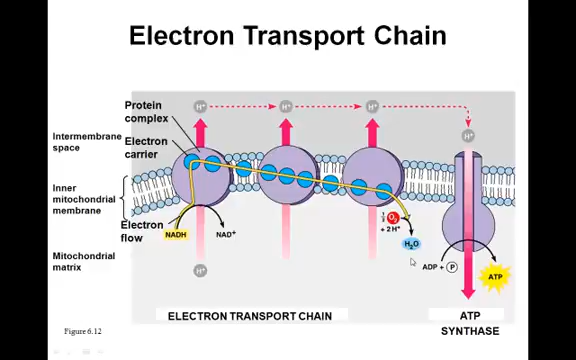 Electron Transport Chain
Protein
complex
H+
H+
H+
H+
Intermembrane
space
Electron
carrier
Inner
mitochondrial
membrane
Electron
flow
NADH
NAD+
½ O2
+ 2 H+
H2O
Mitochondrial
matrix
H+
ADP + P
ATP
ELECTRON TRANSPORT CHAIN
ATP
SYNTHASE
Figure 6.12